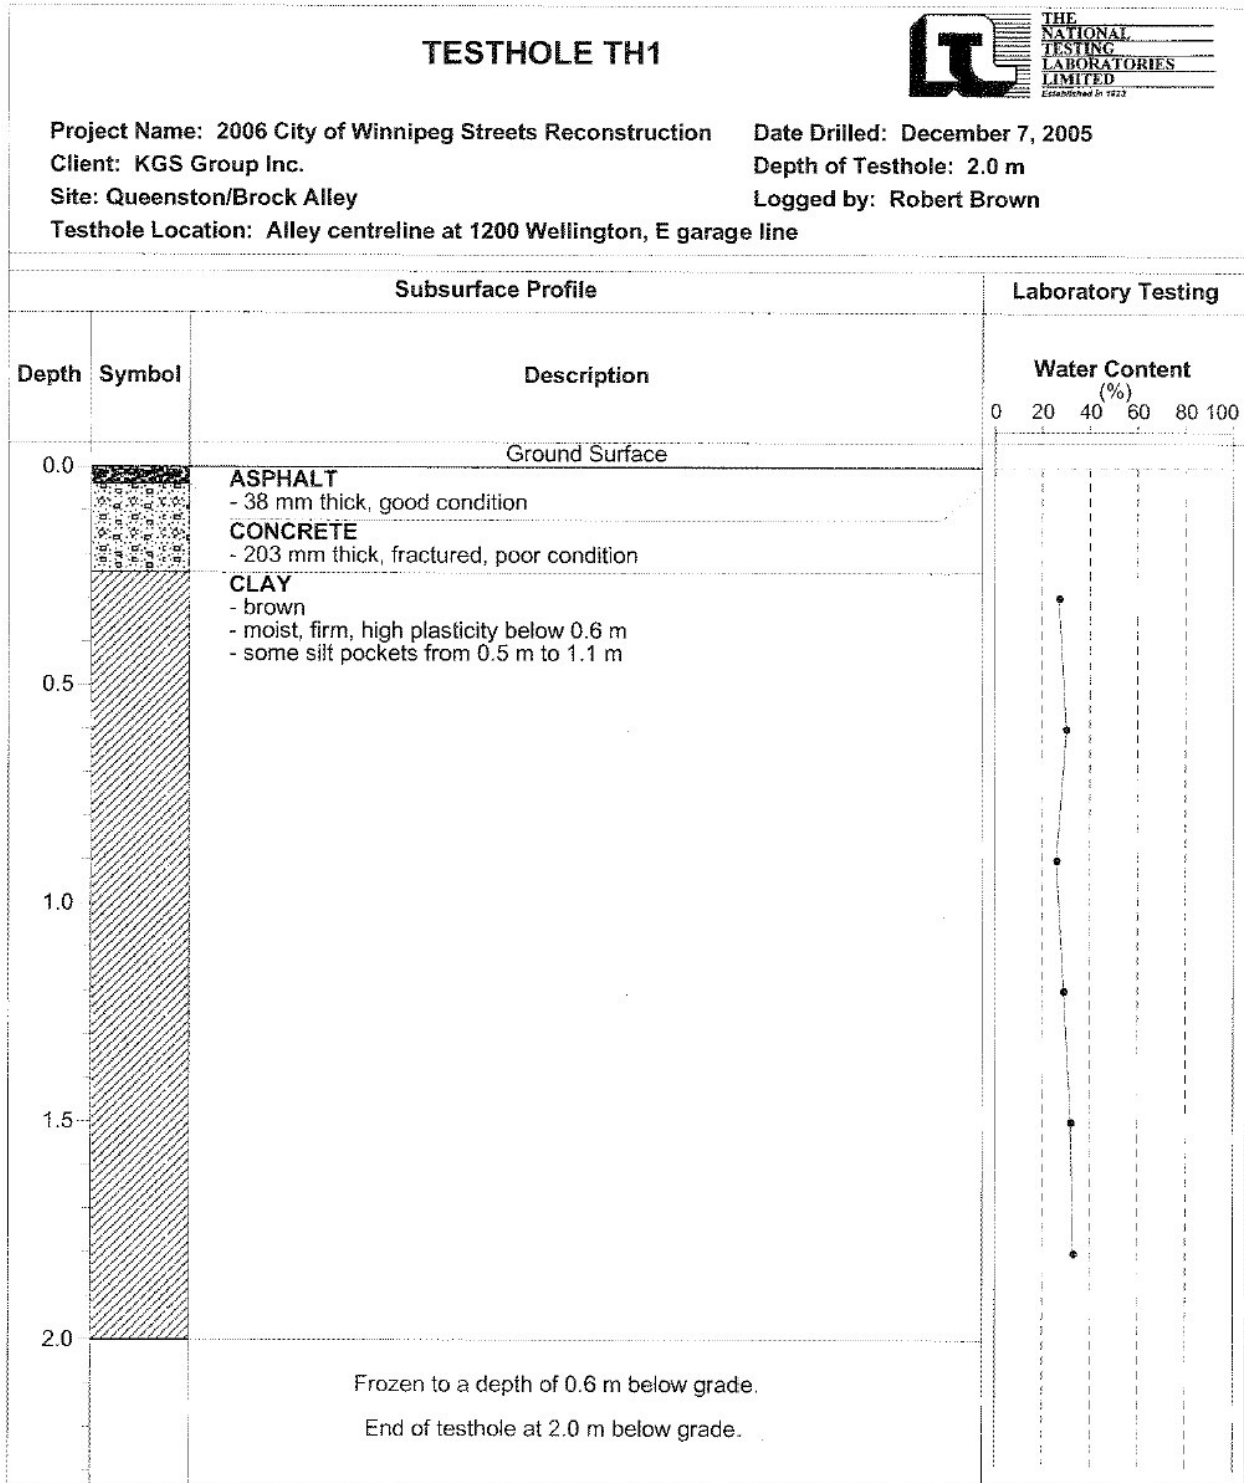 TESTHOLE TH1
THE
NATIONAL
TESTING
LABORATORIES
LIMITED
Established in 1923
Project Name: 2006 City of Winnipeg Streets Reconstruction
Date Drilled: December 7, 2005
Client: KGS Group Inc.
Depth of Testhole: 2.0 m
Site: Queenston/Brock Alley
Logged by: Robert Brown
Testhole Location: Alley centreline at 1200 Wellington, E garage line
Subsurface Profile
Laboratory Testing
Depth Symbol Description
Water Content
(%)
0 20 40 60 80 100
Ground Surface
0.0
ASPHALT
- 38 mm thick, good condition
CONCRETE
- 203 mm thick, fractured, poor condition
CLAY
- brown
- moist, firm, high plasticity below 0.6 m
- some silt pockets from 0.5 m to 1.1 m
0.5
1.0
1.5
2.0
Frozen to a depth of 0.6 m below grade.
End of testhole at 2.0 m below grade.